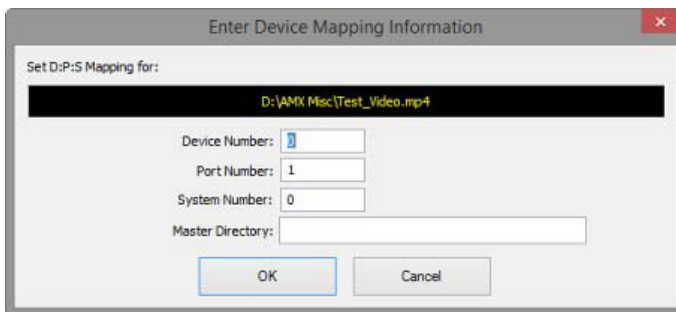 Enter Device Mapping Information
×
Set D:P:S Mapping for:
D:\AMX Misc\Test_Video.mp4
Device Number: 0
Port Number: 1
System Number: 0
Master Directory:
OK Cancel